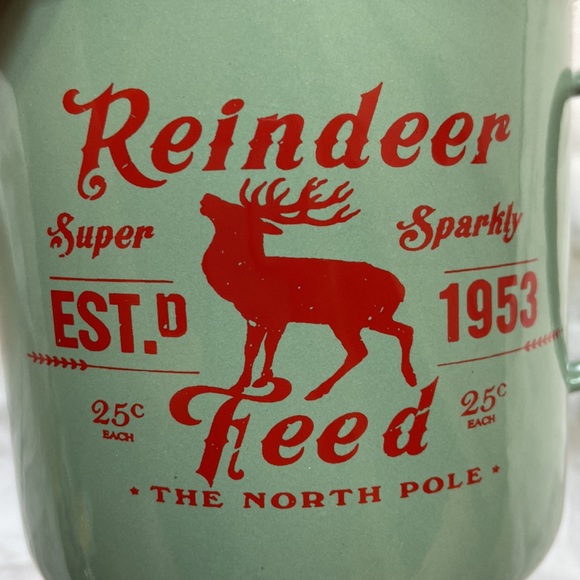 Reindeer
Super Sparkly
EST.D 1953
25c EACH 25c EACH
Feed
* THE NORTH POLE *